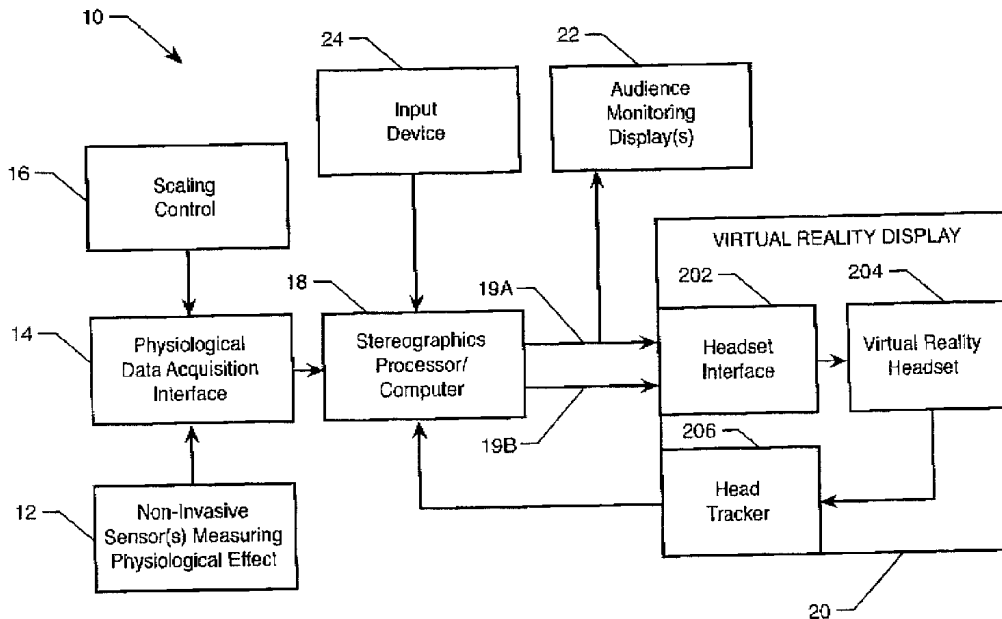 10
24
22
Input
Device
Audience
Monitoring
Display(s)
16
Scaling
Control
VIRTUAL REALITY DISPLAY
202
204
18
19A
14
Physiological
Data Acquisition
Interface
Stereographics
Processor/
Computer
Headset
Interface
Virtual Reality
Headset
19B
206
12
Non-Invasive
Sensor(s) Measuring
Physiological Effect
Head
Tracker
20